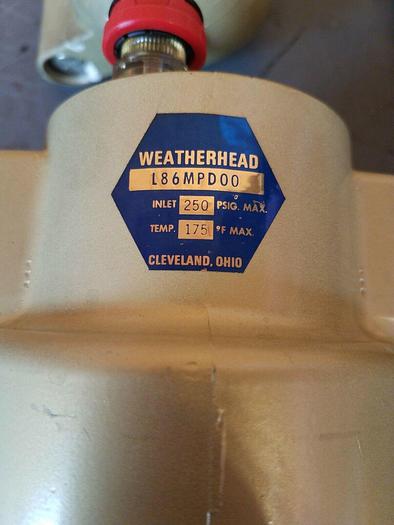 WEATHERHEAD
L86MPD00
INLET 250 PSIG. MAX.
TEMP. 175 °F MAX.
CLEVELAND, OHIO